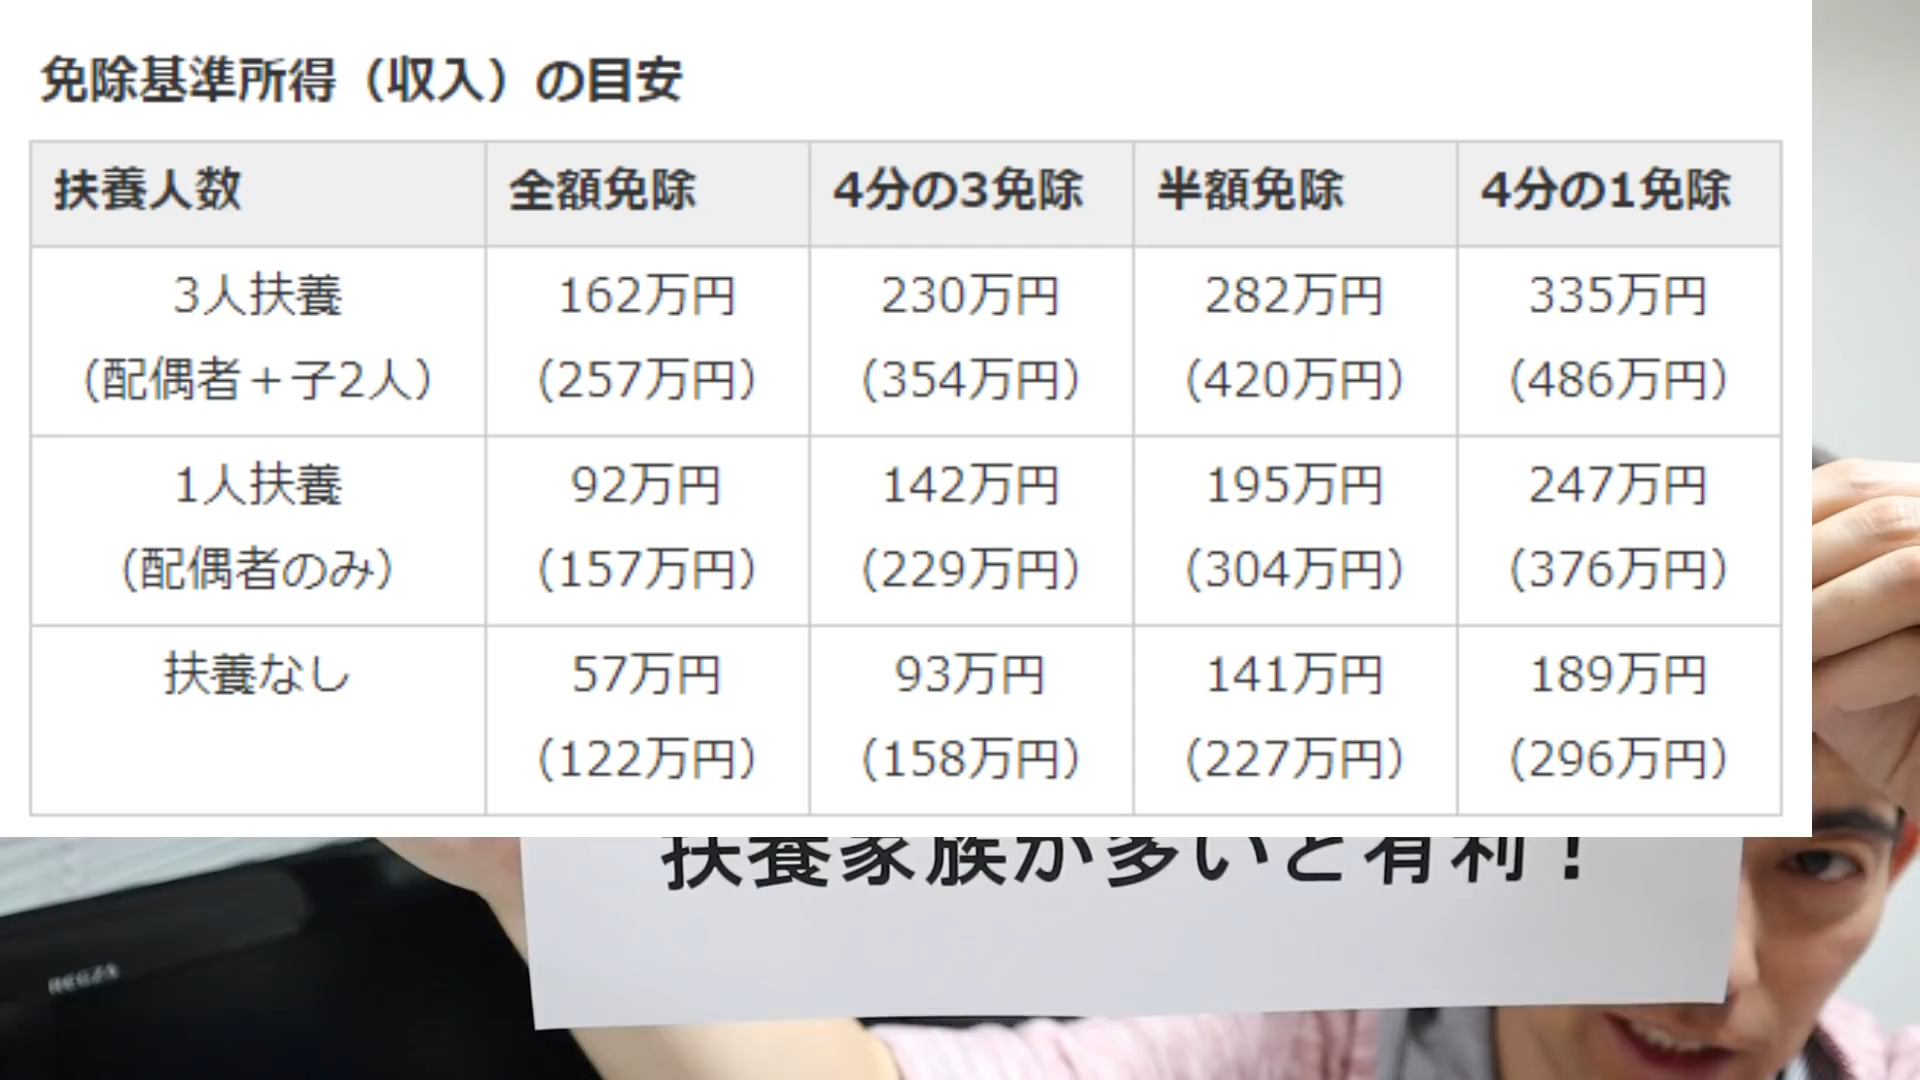 免除基準所得（収入）の目安
扶養人数 全額免除 4分の3免除 半額免除 4分の1免除
3人扶養 162万円 230万円 282万円 335万円
（配偶者＋子2人） （257万円） （354万円） （420万円） （486万円）
1人扶養 92万円 142万円 195万円 247万円
（配偶者のみ） （157万円） （229万円） （304万円） （376万円）
扶養なし 57万円 93万円 141万円 189万円
（122万円） （158万円） （227万円） （296万円）
扶養家族が多いと有利！
REGZA